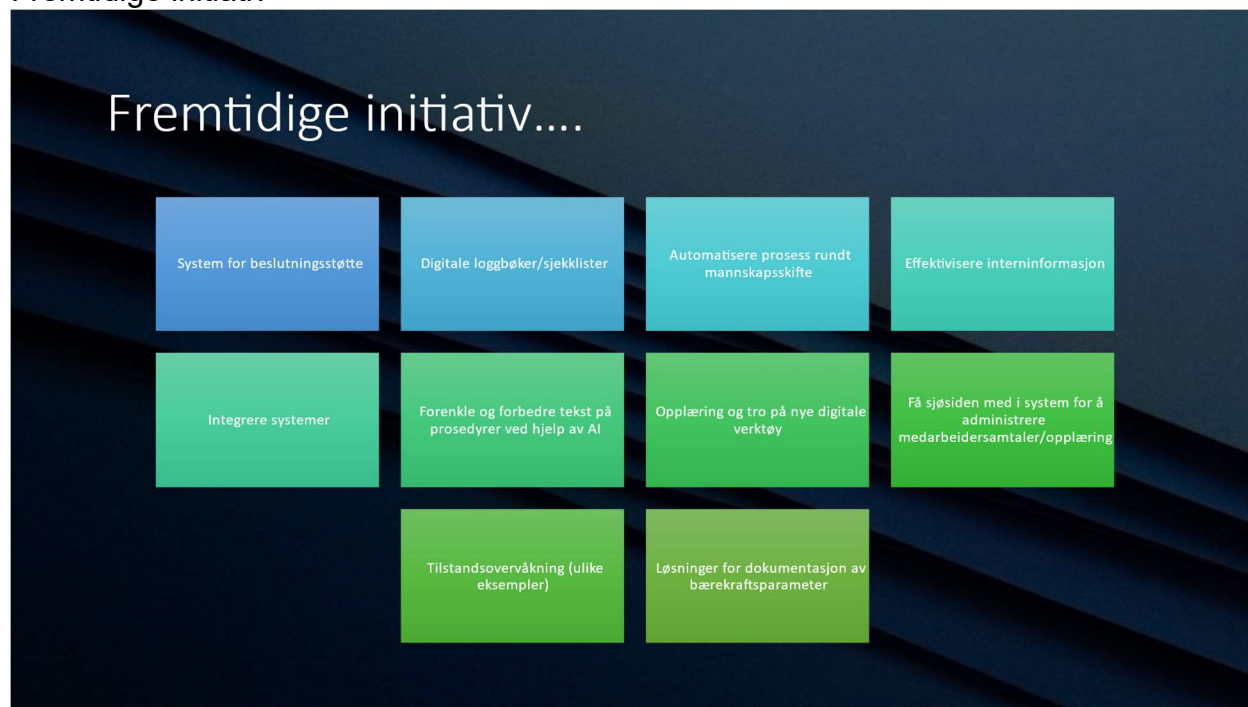 Fremtidige initiativ
Fremtidige initiativ....
System for beslutningsstøtte
Digitale loggbøker/sjekklister
Automatisere prosess rundt
mannskapsskifte
Effektivisere interninformasjon
Integrere systemer
Forenkle og forbedre tekst på
prosedyrer ved hjelp av AI
Opplæring og tro på nye digitale
verktøy
Få sjøsiden med i system for å
administrere
medarbeidersamtaler/opplæring
Tilstandsovervåkning (ulike
eksempler)
Løsninger for dokumentasjon av
bærekraftsparameter